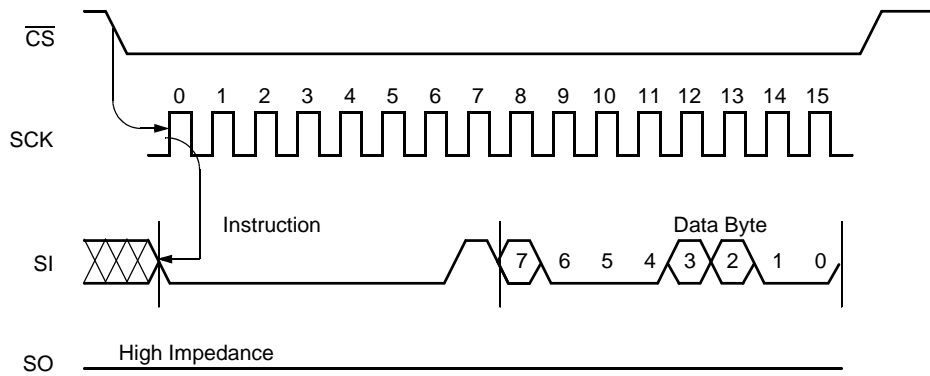 CS
0 1 2 3 4 5 6 7 8 9 10 11 12 13 14 15
SCK
Instruction
Data Byte
SI
7 6 5 4 3 2 1 0
High Impedance
SO